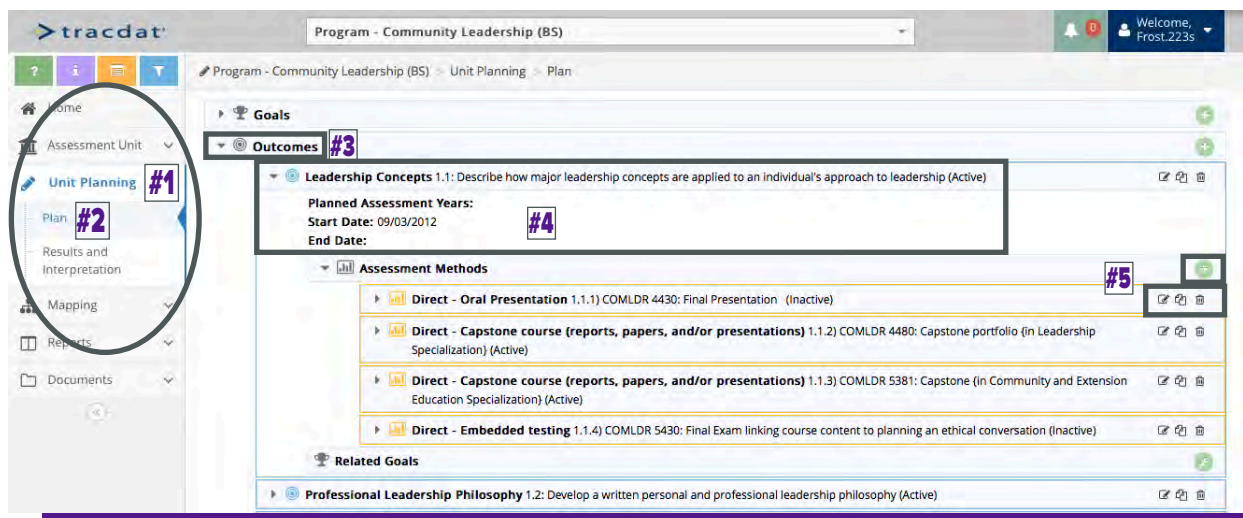 tracdat
Program - Community Leadership (BS)
Welcome,
Frost.223s
? i
Program - Community Leadership (BS) > Unit Planning > Plan
Home
Assessment Unit
Unit Planning #1
Plan #2
Results and
Interpretation
Mapping
Reports
Documents
Goals
Outcomes #3
Leadership Concepts 1.1: Describe how major leadership concepts are applied to an individual's approach to leadership (Active)
Planned Assessment Years:
Start Date: 09/03/2012 #4
End Date:
Assessment Methods
#5
Direct - Oral Presentation 1.1.1) COMLDR 4430: Final Presentation (Inactive)
Direct - Capstone course (reports, papers, and/or presentations) 1.1.2) COMLDR 4480: Capstone portfolio {in Leadership
Specialization} (Active)
Direct - Capstone course (reports, papers, and/or presentations) 1.1.3) COMLDR 5381: Capstone {in Community and Extension
Education Specialization} (Active)
Direct - Embedded testing 1.1.4) COMLDR 5430: Final Exam linking course content to planning an ethical conversation (Inactive)
Related Goals
Professional Leadership Philosophy 1.2: Develop a written personal and professional leadership philosophy (Active)